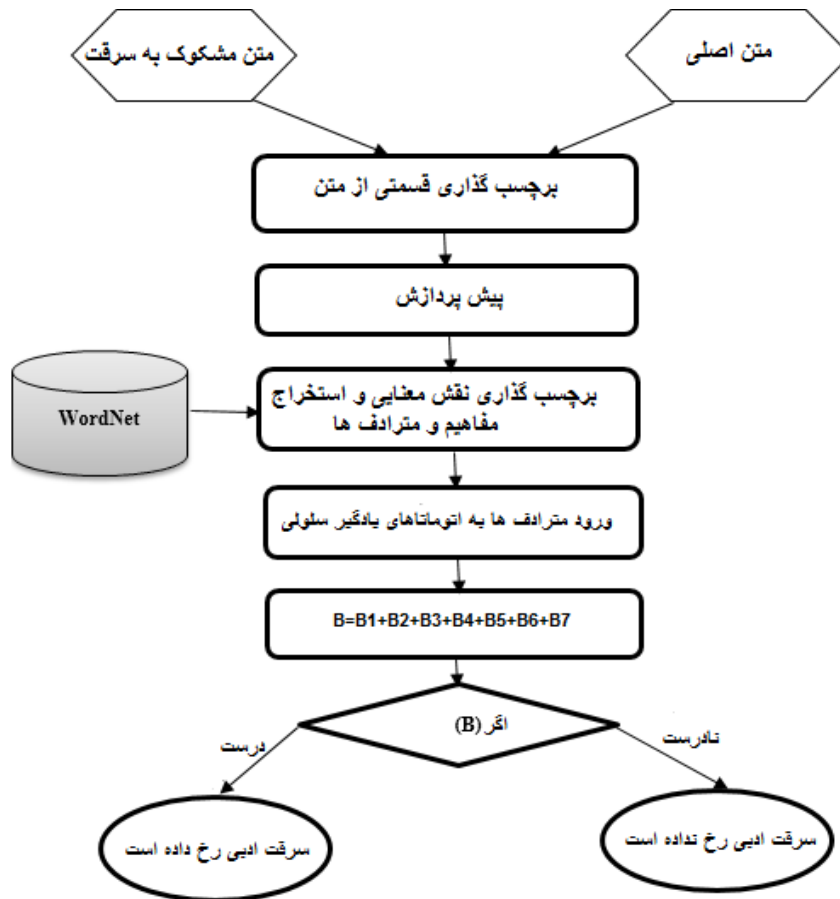 متن اصلی
متن مشکوک به سرقت
برچسب گذاری قسمتی از متن
پیش پردازش
برچسب گذاری نقش معنایی و استخراج
مفاهیم و مترادف ها
WordNet
ورود مترادف ها به اتوماتاهای یادگیر سلولی
B=B1+B2+B3+B4+B5+B6+B7
اگر (B)
نادرست
درست
سرقت ادبی رخ نداده است
سرقت ادبی رخ داده است